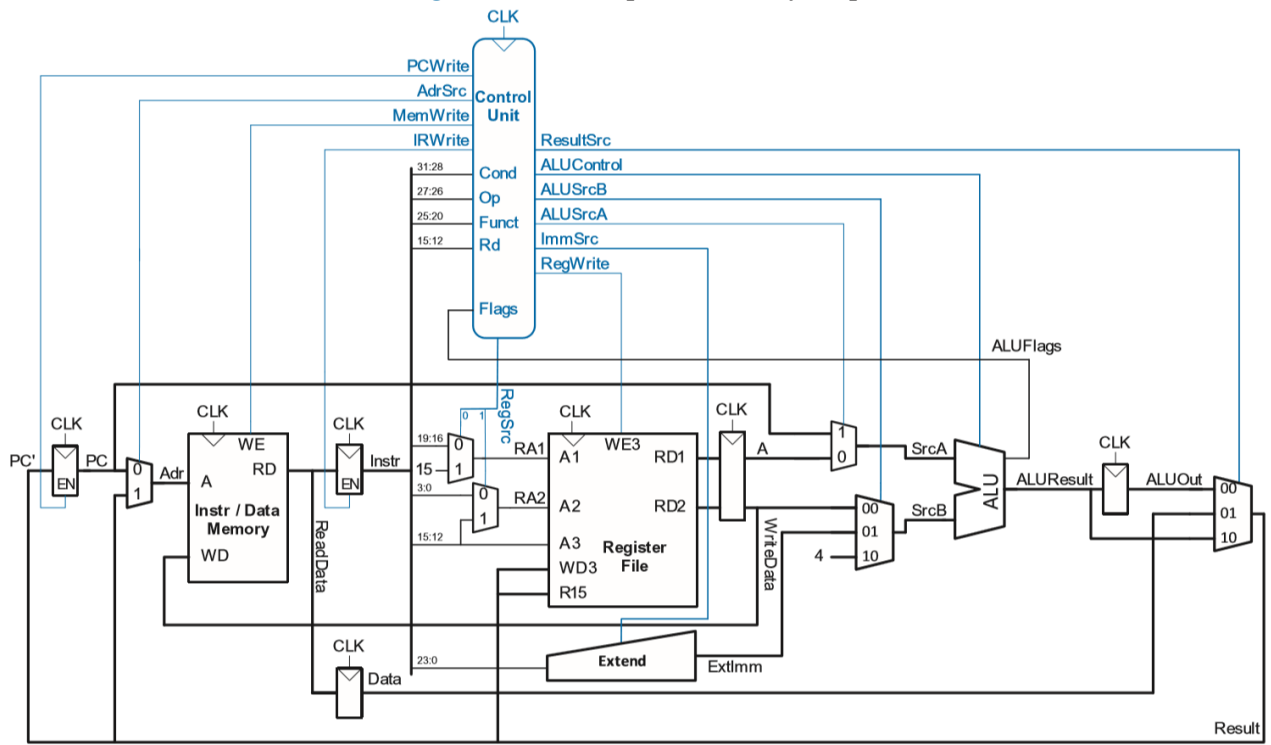 CLK
PCWrite
AdrSrc
MemWrite
IRWrite
Control
Unit
ResultSrc
ALUControl
ALUSrcB
ALUSrcA
ImmSrc
RegWrite
31:28
Cond
27:26
Op
25:20
Funct
15:12
Rd
Flags
ALUFlags
RegSrc
0 1
CLK
PC'
PC
EN
0
1
Adr
CLK
WE
A
RD
Instr / Data
Memory
WD
ReadData
CLK
EN
Instr
19:16
15
0
1
RA1
3:0
0
1
RA2
15:12
CLK
WE3
A1
RD1
A2
RD2
A3
Register
File
WD3
R15
CLK
A
WriteData
1
0
SrcA
00
01
4
10
SrcB
ALU
ALUResult
CLK
ALUOut
00
01
10
23:0
Extend
ExtImm
CLK
Data
Result